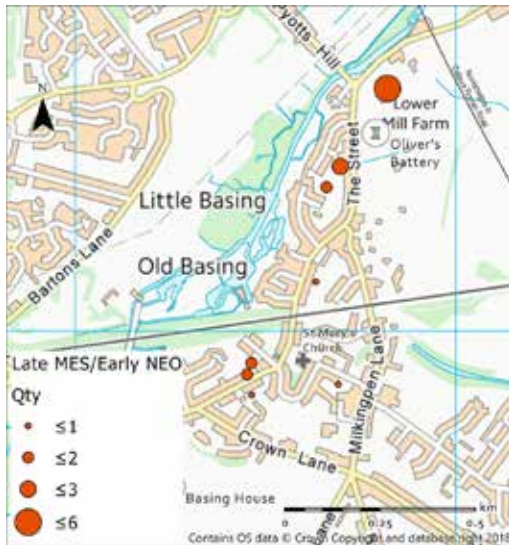 Pyotts Hill
N
Lower
Mill Farm
Oliver's
Battery
The Street
Little Basing
Old Basing
Bartons Lane
St Mary's
Church
Milkingpen Lane
Crown Lane
Late MES/Early NEO
Qty
≤1
≤2
≤3
≤6
Basing House
km
0
0.25
0.5
Contains OS data © Crown Copyright and database right 2018